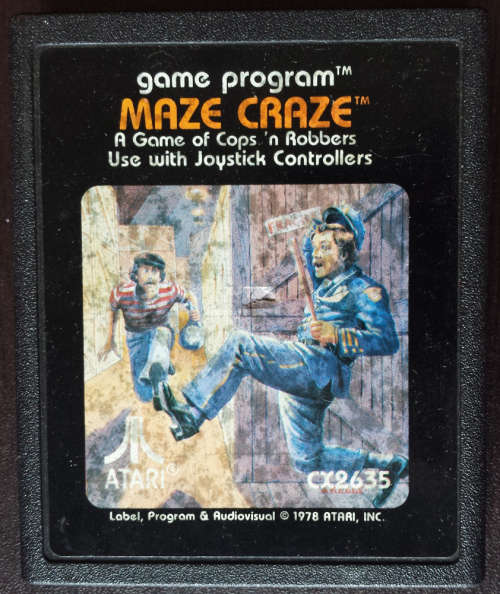 game program™
MAZE CRAZE™
A Game of Cops 'n Robbers
Use with Joystick Controllers
ATARI®
CX2635
Label, Program & Audiovisual © 1978 ATARI, INC.